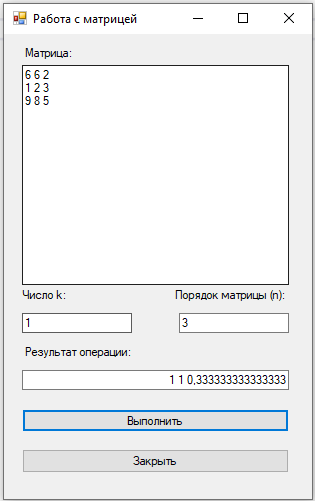 Работа с матрицей
Матрица:
6 6 2
1 2 3
9 8 5
Число k:
Порядок матрицы (n):
1
3
Результат операции:
1 1 0,333333333333333
Выполнить
Закрыть